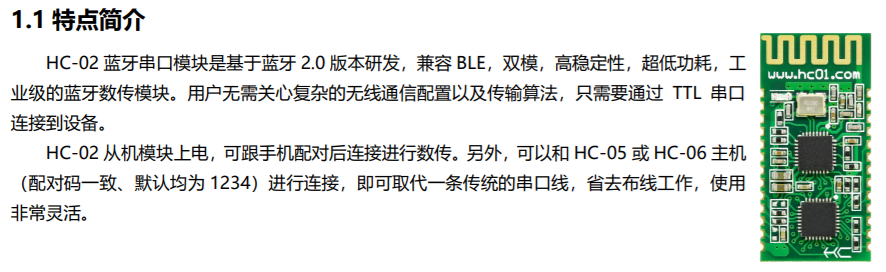 1.1 特点简介
HC-02 蓝牙串口模块是基于蓝牙 2.0 版本研发，兼容 BLE，双模，高稳定性，超低功耗，工
业级的蓝牙数传模块。用户无需关心复杂的无线通信配置以及传输算法，只需要通过 TTL 串口
连接到设备。
HC-02 从机模块上电，可跟手机配对后连接进行数传。另外，可以和 HC-05 或 HC-06 主机
（配对码一致、默认均为 1234）进行连接，即可取代一条传统的串口线，省去布线工作，使用
非常灵活。
www.hc01.com
HC